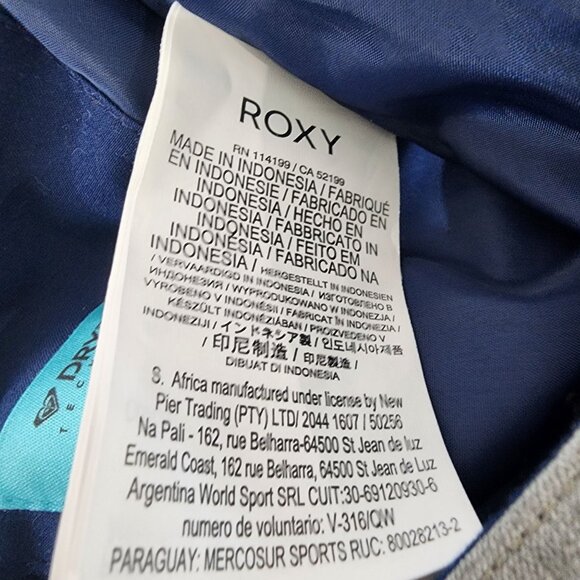 ROXY
RN 114199 / CA 52199
MADE IN INDONESIA / FABRIQUÉ
EN INDONESIE / FABRICADO EN
INDONESIA / HECHO EN
INDONESIA / FABBRICATO IN
INDONESIA / FEITO EM
INDONÉSIA / FABRICADO NA
INDONESIA / HERGESTELLT IN INDONESIEN
/ VERVAARDIGD IN INDONESIA / ИЗГОТОВЛЕНО В
ИНДОНЕЗИИ / WYPRODUKOWANO W INDONEZJA /
VYROBENO V INDONÉSII / FABRICAT ÎN INDONEZIA /
KÉSZÜLT INDONÉZIÁBAN / PROIZVEDENO V
INDONEZIJI / インドネシア製 / 인도네시아제품
/ 印尼制造 / 印尼製造 /
DIBUAT DI INDONESIA
S. Africa manufactured under license by New
Pier Trading (PTY) LTD/ 2044 1607 / 50256
Na Pali - 162, rue Belharra-64500 St Jean de luz
Emerald Coast, 162 rue Belharra, 64500 St Jean de Luz
Argentina World Sport SRL CUIT:30-69120930-6
numero de voluntario: V-316/QW
PARAGUAY: MERCOSUR SPORTS RUC: 80028213-2
DRY
TEC